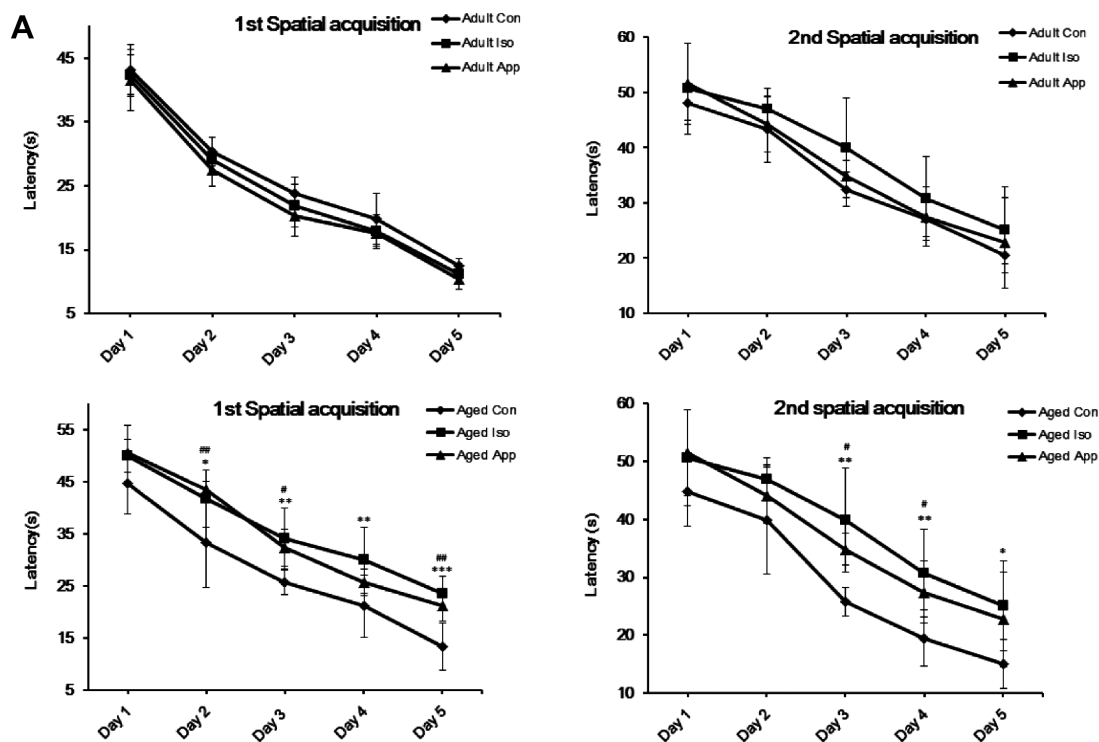 A
1st Spatial acquisition
Adult Con
Adult Iso
Adult App
Latency(s)
45
35
25
15
5
Day 1
Day 2
Day 3
Day 4
Day 5
2nd Spatial acquisition
Adult Con
Adult Iso
Adult App
Latency(s)
60
50
40
30
20
10
Day 1
Day 2
Day 3
Day 4
Day 5
1st Spatial acquisition
Aged Con
Aged Iso
Aged App
Latency(s)
55
45
35
25
15
5
##
*
#
**
**
##
***
Day 1
Day 2
Day 3
Day 4
Day 5
2nd spatial acquisition
Aged Con
Aged Iso
Aged App
Latency (s)
60
50
40
30
20
10
#
**
#
**
*
Day 1
Day 2
Day 3
Day 4
Day 5